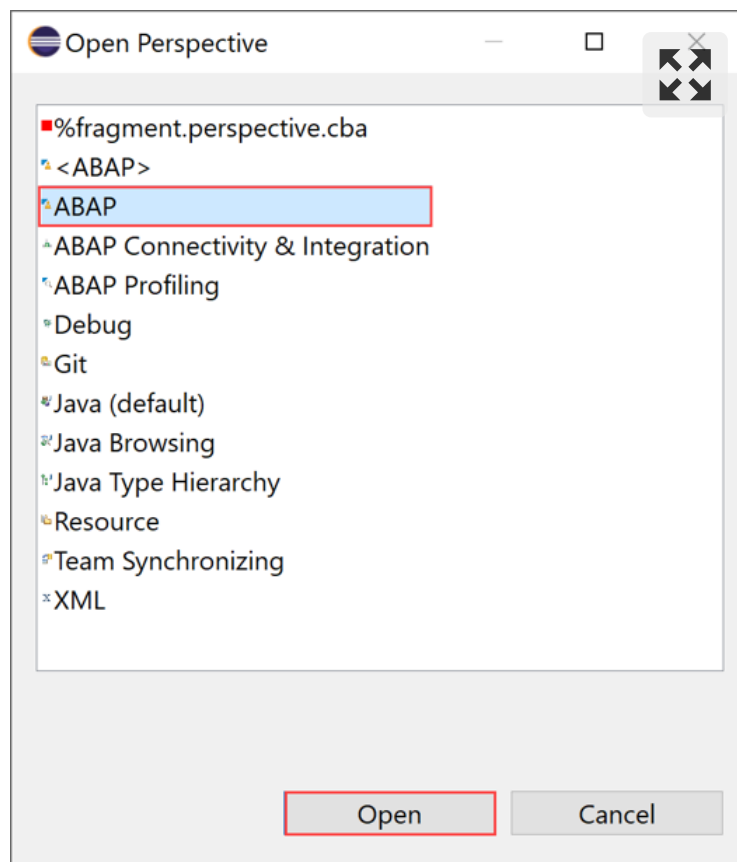 Open Perspective
%fragment.perspective.cba
<ABAP>
ABAP
ABAP Connectivity & Integration
ABAP Profiling
Debug
Git
Java (default)
Java Browsing
Java Type Hierarchy
Resource
Team Synchronizing
XML
Open Cancel